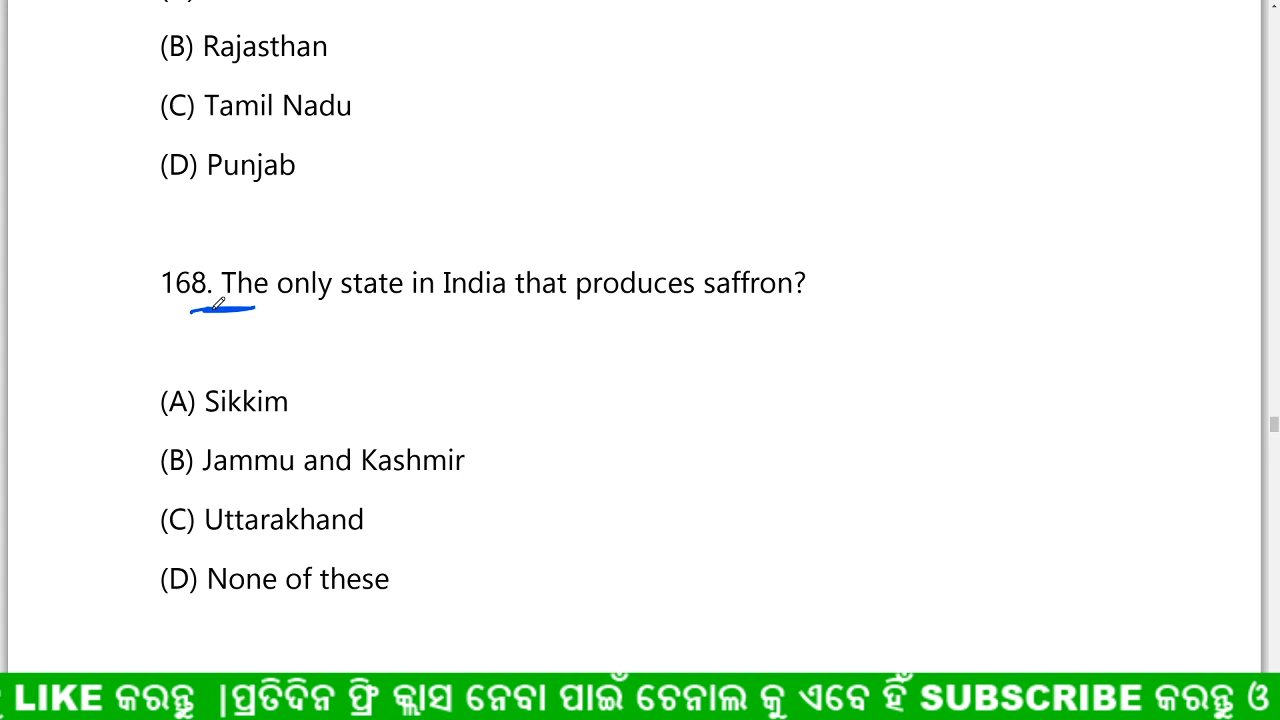 (B) Rajasthan
(C) Tamil Nadu
(D) Punjab
168. The only state in India that produces saffron?
(A) Sikkim
(B) Jammu and Kashmir
(C) Uttarakhand
(D) None of these
LIKE କରନ୍ତୁ |ପ୍ରତିଦିନ ଫ୍ରି କ୍ଲାସ ନେବା ପାଇଁ ଚେନାଲ କୁ ଏବେ ହିଁ SUBSCRIBE କରନ୍ତୁ ଓ